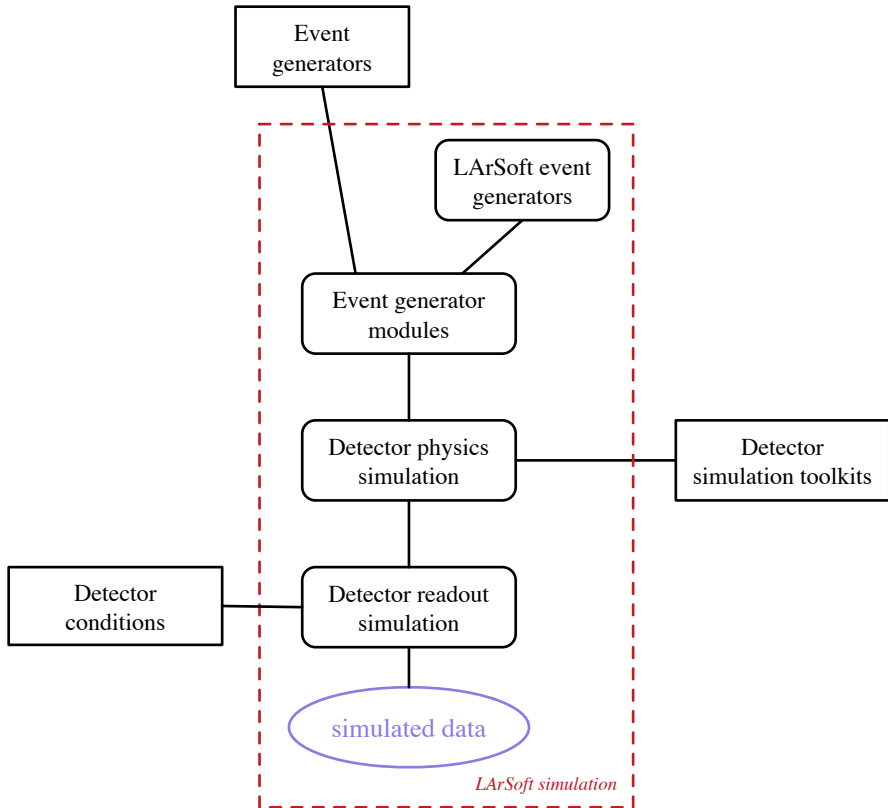 Event
generators
LArSoft event
generators
Event generator
modules
Detector physics
simulation
Detector
simulation toolkits
Detector
conditions
Detector readout
simulation
simulated data
LArSoft simulation